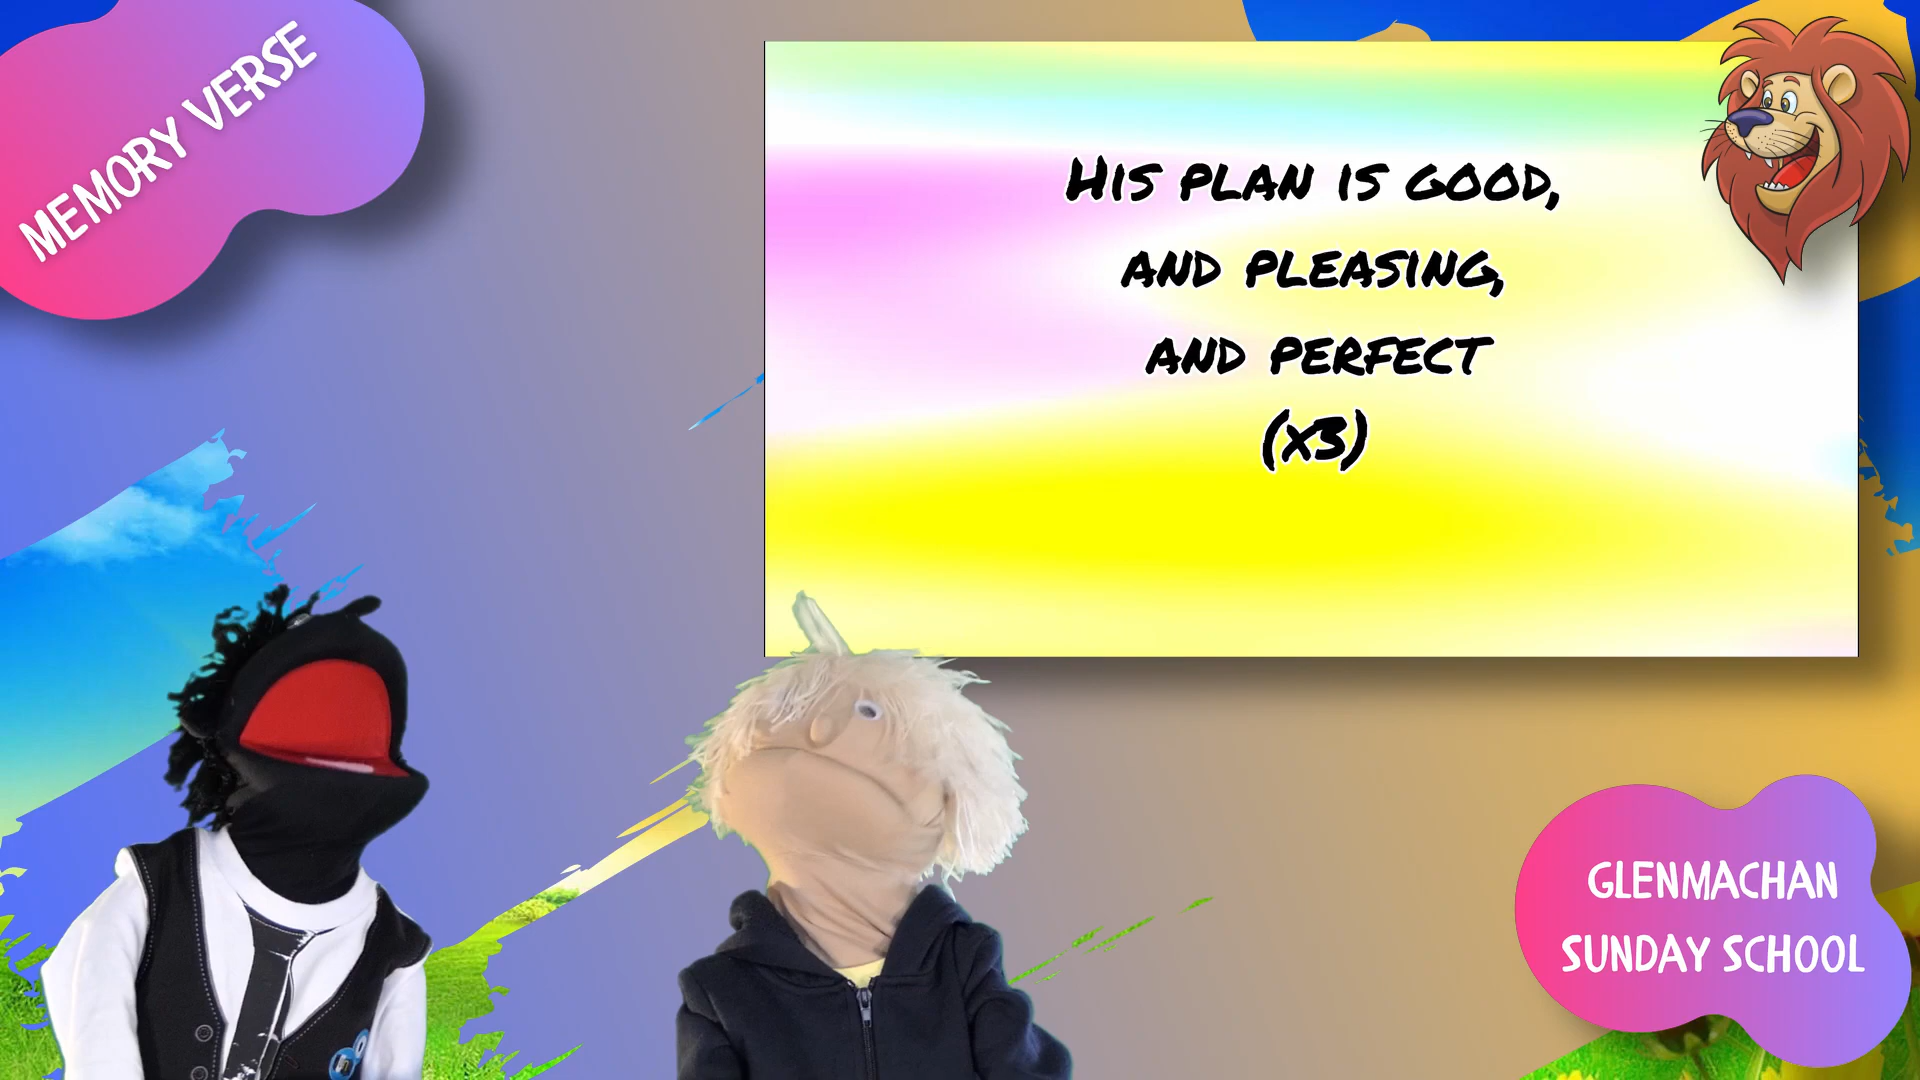 MEMORY VERSE
His plan is good,
and pleasing,
and perfect
(x3)
GLENMACHAN
SUNDAY SCHOOL